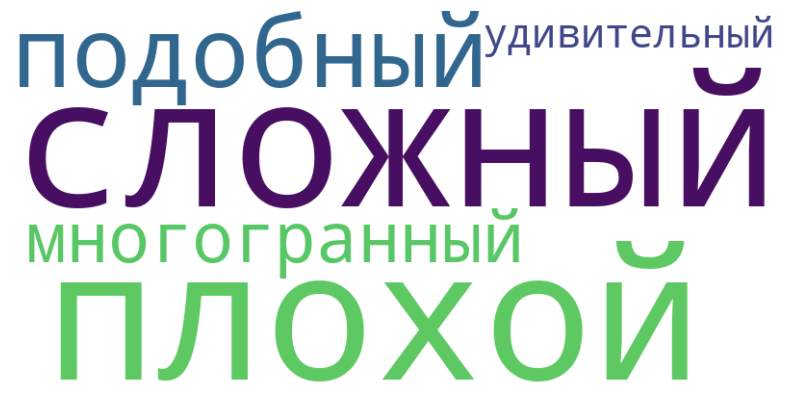 подобный
удивительный
сложный
многогранный
плохой